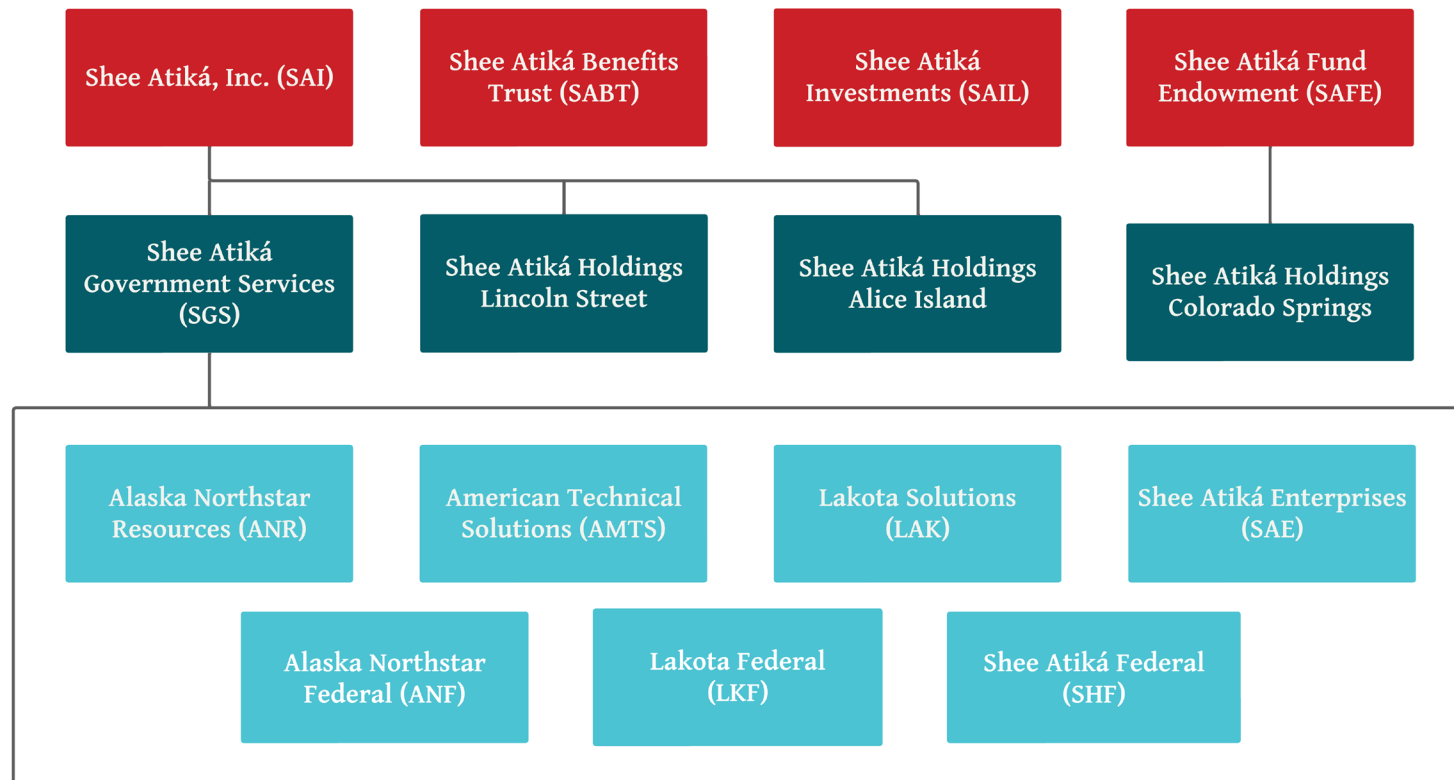 Shee Atiká, Inc. (SAI)
Shee Atiká Benefits
Trust (SABT)
Shee Atiká
Investments (SAIL)
Shee Atiká Fund
Endowment (SAFE)
Shee Atiká
Government Services
(SGS)
Shee Atiká Holdings
Lincoln Street
Shee Atiká Holdings
Alice Island
Shee Atiká Holdings
Colorado Springs
Alaska Northstar
Resources (ANR)
American Technical
Solutions (AMTS)
Lakota Solutions
(LAK)
Shee Atiká Enterprises
(SAE)
Alaska Northstar
Federal (ANF)
Lakota Federal
(LKF)
Shee Atiká Federal
(SHF)